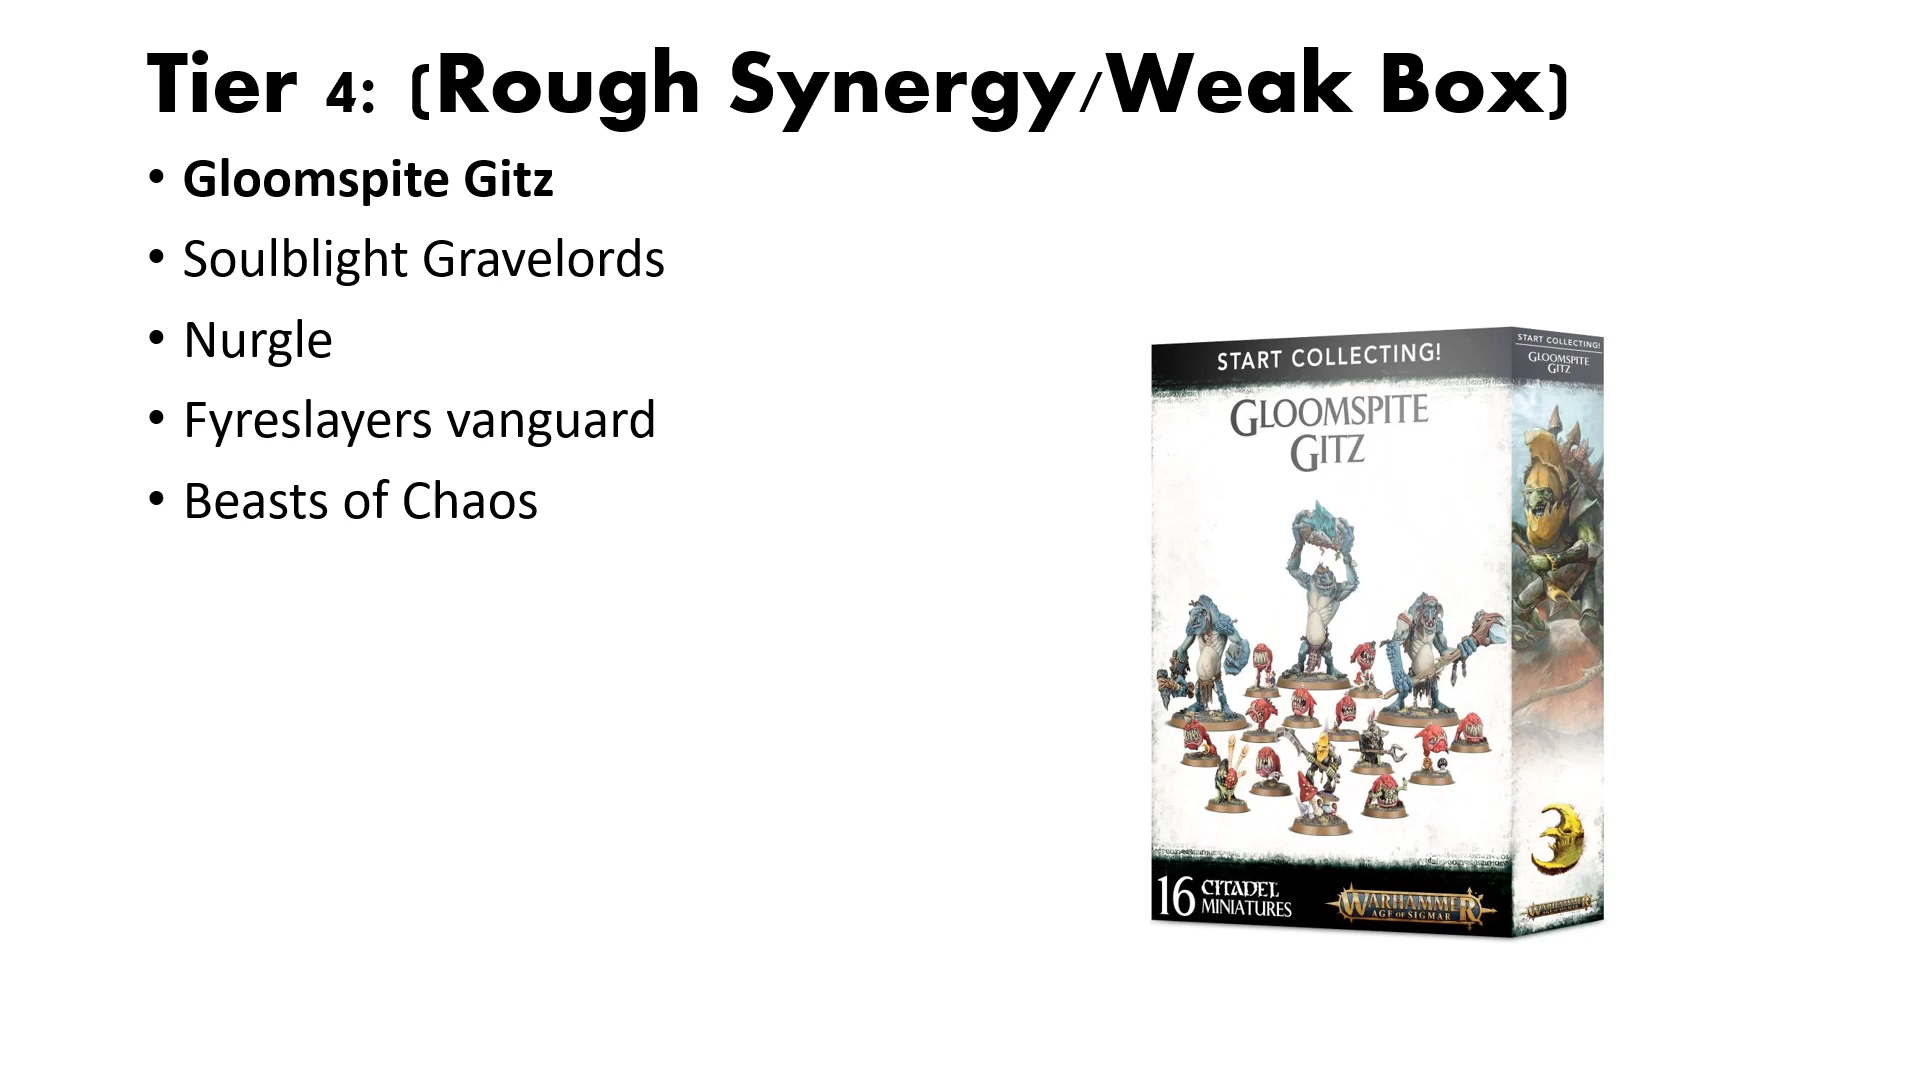 Tier 4: (Rough Synergy/Weak Box)
• Gloomspite Gitz
• Soulblight Gravelords
• Nurgle
• Fyreslayers vanguard
• Beasts of Chaos
START COLLECTING!
GLOOMSPITE
GITZ
16 CITADEL
MINIATURES
WARHAMMER
AGE OF SIGMAR
START COLLECTING!
GLOOMSPITE
GITZ
WARHAMMER